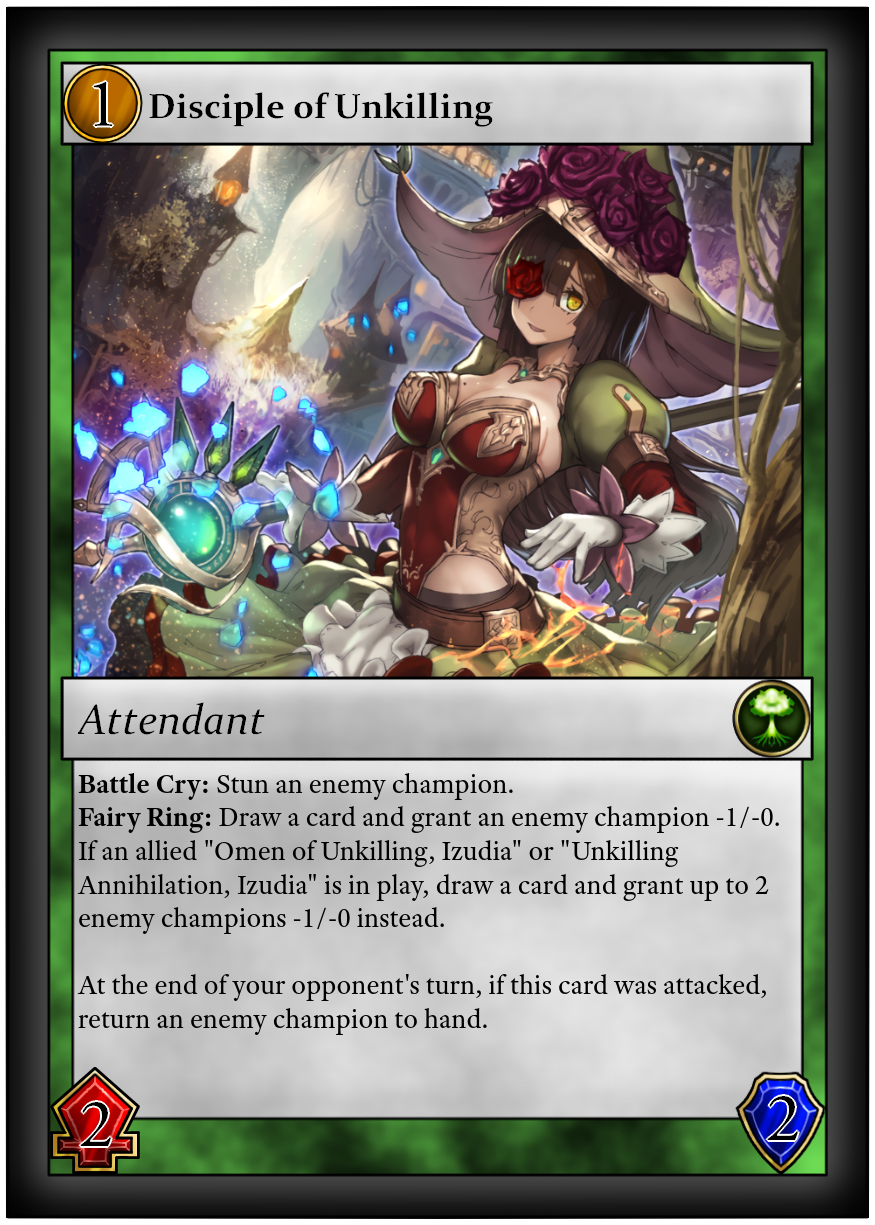 1
Disciple of Unkilling
Attendant
Battle Cry: Stun an enemy champion.
Fairy Ring: Draw a card and grant an enemy champion -1/-0.
If an allied "Omen of Unkilling, Izudia" or "Unkilling
Annihilation, Izudia" is in play, draw a card and grant up to 2
enemy champions -1/-0 instead.
At the end of your opponent's turn, if this card was attacked,
return an enemy champion to hand.
2
2